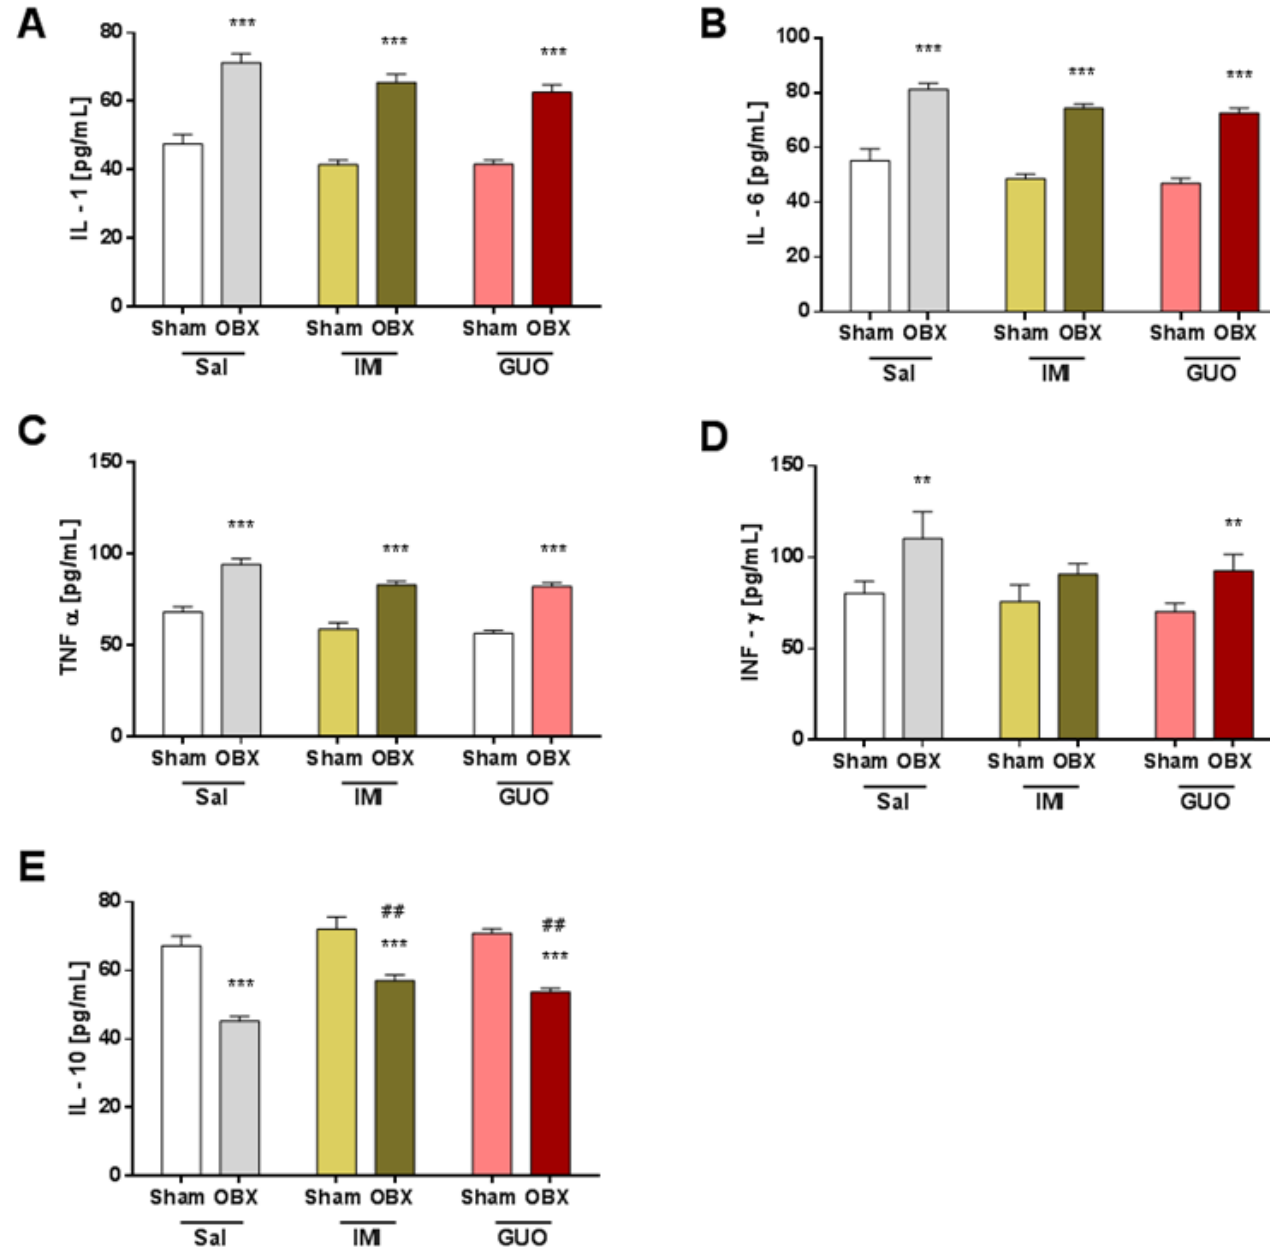 A
IL - 1 [pg/mL]
80
60
40
20
0
***
***
***
Sham OBX Sham OBX Sham OBX
Sal IMI GUO
B
IL - 6 [pg/mL]
100
80
60
40
20
0
***
***
***
Sham OBX Sham OBX Sham OBX
Sal IMI GUO
C
TNF α [pg/mL]
150
100
50
0
***
***
***
Sham OBX Sham OBX Sham OBX
Sal IMI GUO
D
INF - γ [pg/mL]
150
100
50
0
**
**
Sham OBX Sham OBX Sham OBX
Sal IMI GUO
E
IL - 10 [pg/mL]
80
60
40
20
0
***
##
***
##
***
Sham OBX Sham OBX Sham OBX
Sal IMI GUO